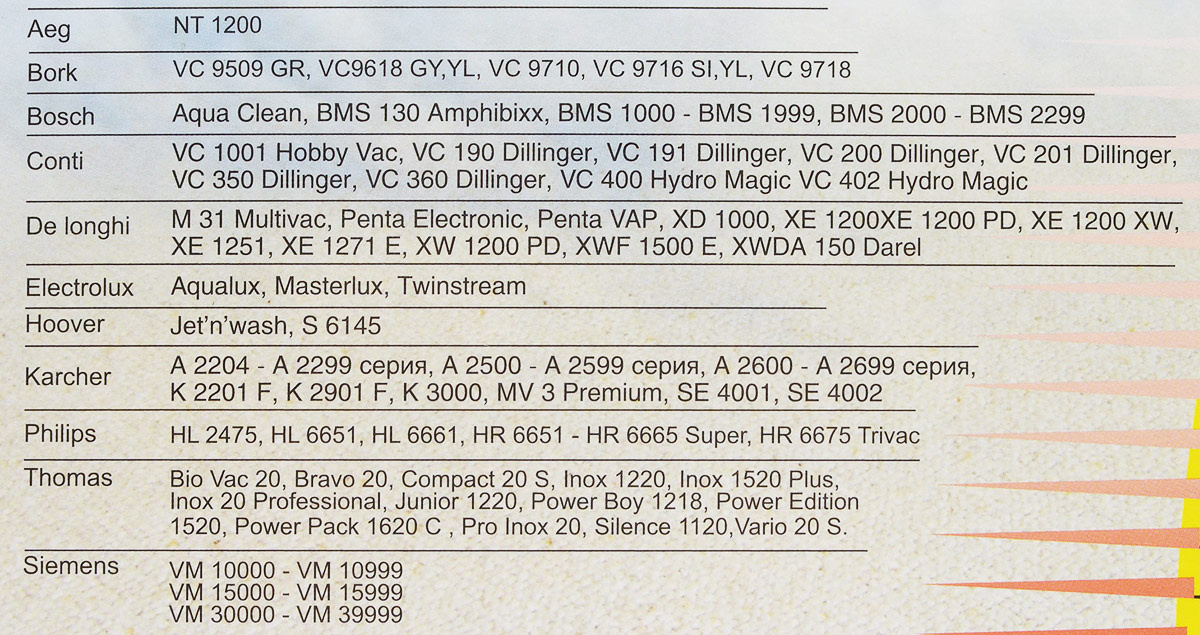 Aeg NT 1200
Bork VC 9509 GR, VC9618 GY,YL, VC 9710, VC 9716 SI,YL, VC 9718
Bosch Aqua Clean, BMS 130 Amphibixx, BMS 1000 - BMS 1999, BMS 2000 - BMS 2299
Conti VC 1001 Hobby Vac, VC 190 Dillinger, VC 191 Dillinger, VC 200 Dillinger, VC 201 Dillinger,
VC 350 Dillinger, VC 360 Dillinger, VC 400 Hydro Magic VC 402 Hydro Magic
De longhi M 31 Multivac, Penta Electronic, Penta VAP, XD 1000, XE 1200XE 1200 PD, XE 1200 XW,
XE 1251, XE 1271 E, XW 1200 PD, XWF 1500 E, XWDA 150 Darel
Electrolux Aqualux, Masterlux, Twinstream
Hoover Jet’n’wash, S 6145
Karcher A 2204 - A 2299 серия, A 2500 - A 2599 серия, A 2600 - A 2699 серия,
K 2201 F, K 2901 F, K 3000, MV 3 Premium, SE 4001, SE 4002
Philips HL 2475, HL 6651, HL 6661, HR 6651 - HR 6665 Super, HR 6675 Trivac
Thomas Bio Vac 20, Bravo 20, Compact 20 S, Inox 1220, Inox 1520 Plus,
Inox 20 Professional, Junior 1220, Power Boy 1218, Power Edition
1520, Power Pack 1620 C , Pro Inox 20, Silence 1120,Vario 20 S.
Siemens VM 10000 - VM 10999
VM 15000 - VM 15999
VM 30000 - VM 39999